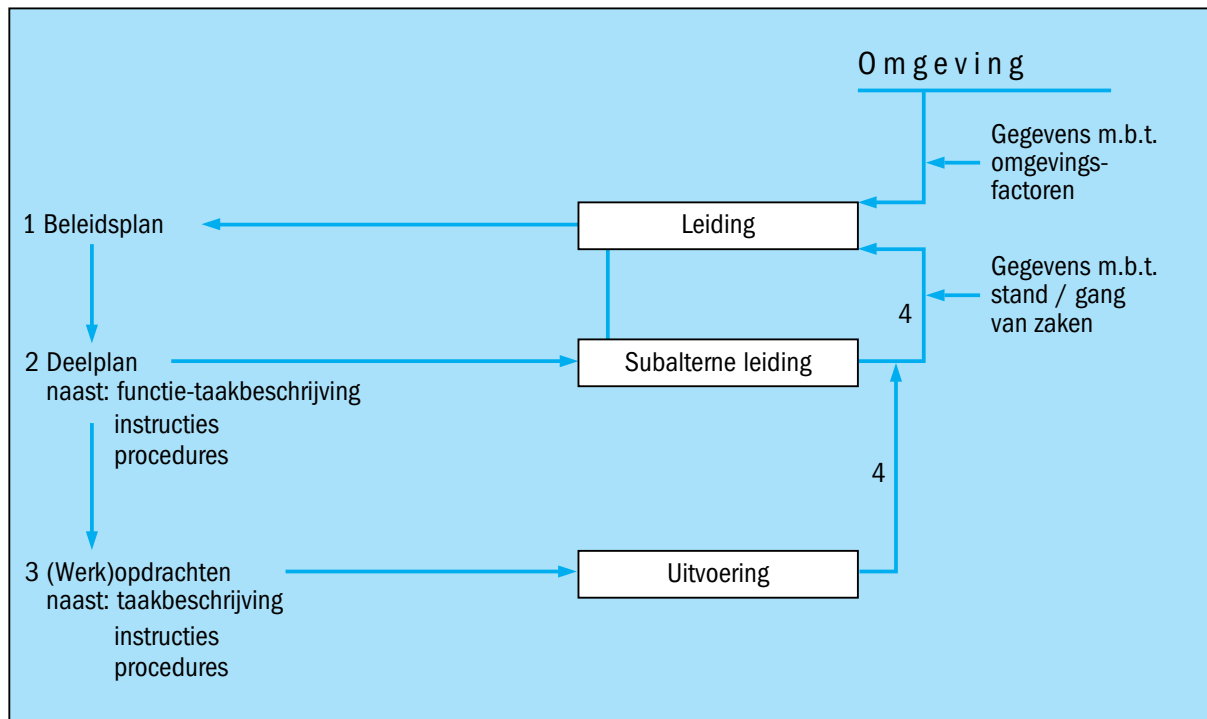 Omgeving
Gegevens m.b.t.
omgevings-
factoren
1 Beleidsplan
Leiding
Gegevens m.b.t.
stand / gang
van zaken
4
2 Deelplan
naast: functie-taakbeschrijving
instructies
procedures
Subalterne leiding
4
3 (Werk)opdrachten
naast: taakbeschrijving
instructies
procedures
Uitvoering